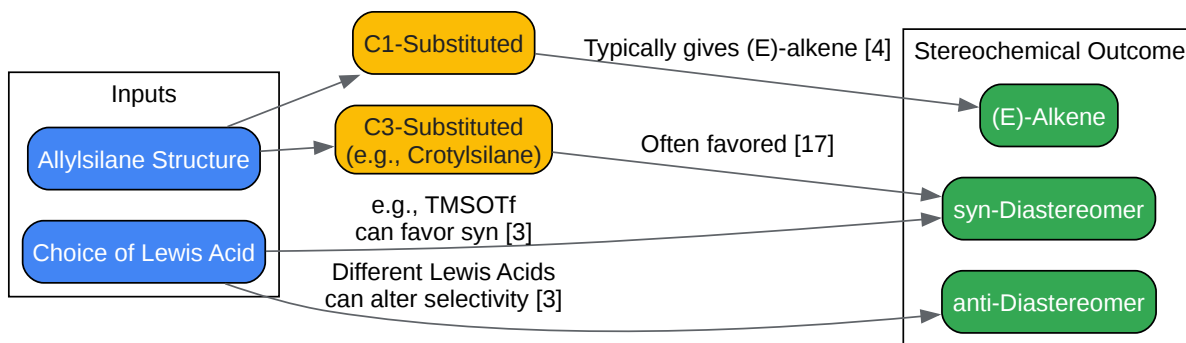 Inputs
Allylsilane Structure
Choice of Lewis Acid
C1-Substituted
C3-Substituted
(e.g., Crotylsilane)
Typically gives (E)-alkene [4]
Often favored [17]
e.g., TMSOTf
can favor syn [3]
Different Lewis Acids
can alter selectivity [3]
Stereochemical Outcome
(E)-Alkene
syn-Diastereomer
anti-Diastereomer